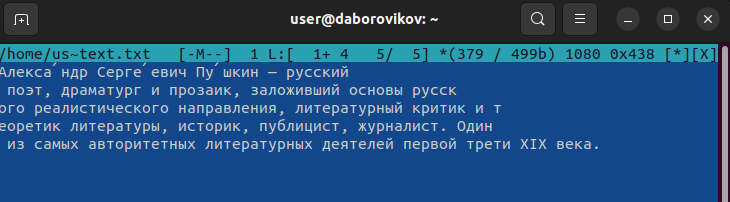 user@daborovikov: ~
/home/us~text.txt [-M--] 1 L:[ 1+ 4 5/ 5] *(379 / 499b) 1080 0x438 [*][X]
Алекса́ндр Серге́евич Пу́шкин — русский
поэт, драматург и прозаик, заложивший основы русск
ого реалистического направления, литературный критик и т
еоретик литературы, историк, публицист, журналист. Один
из самых авторитетных литературных деятелей первой трети XIX века.